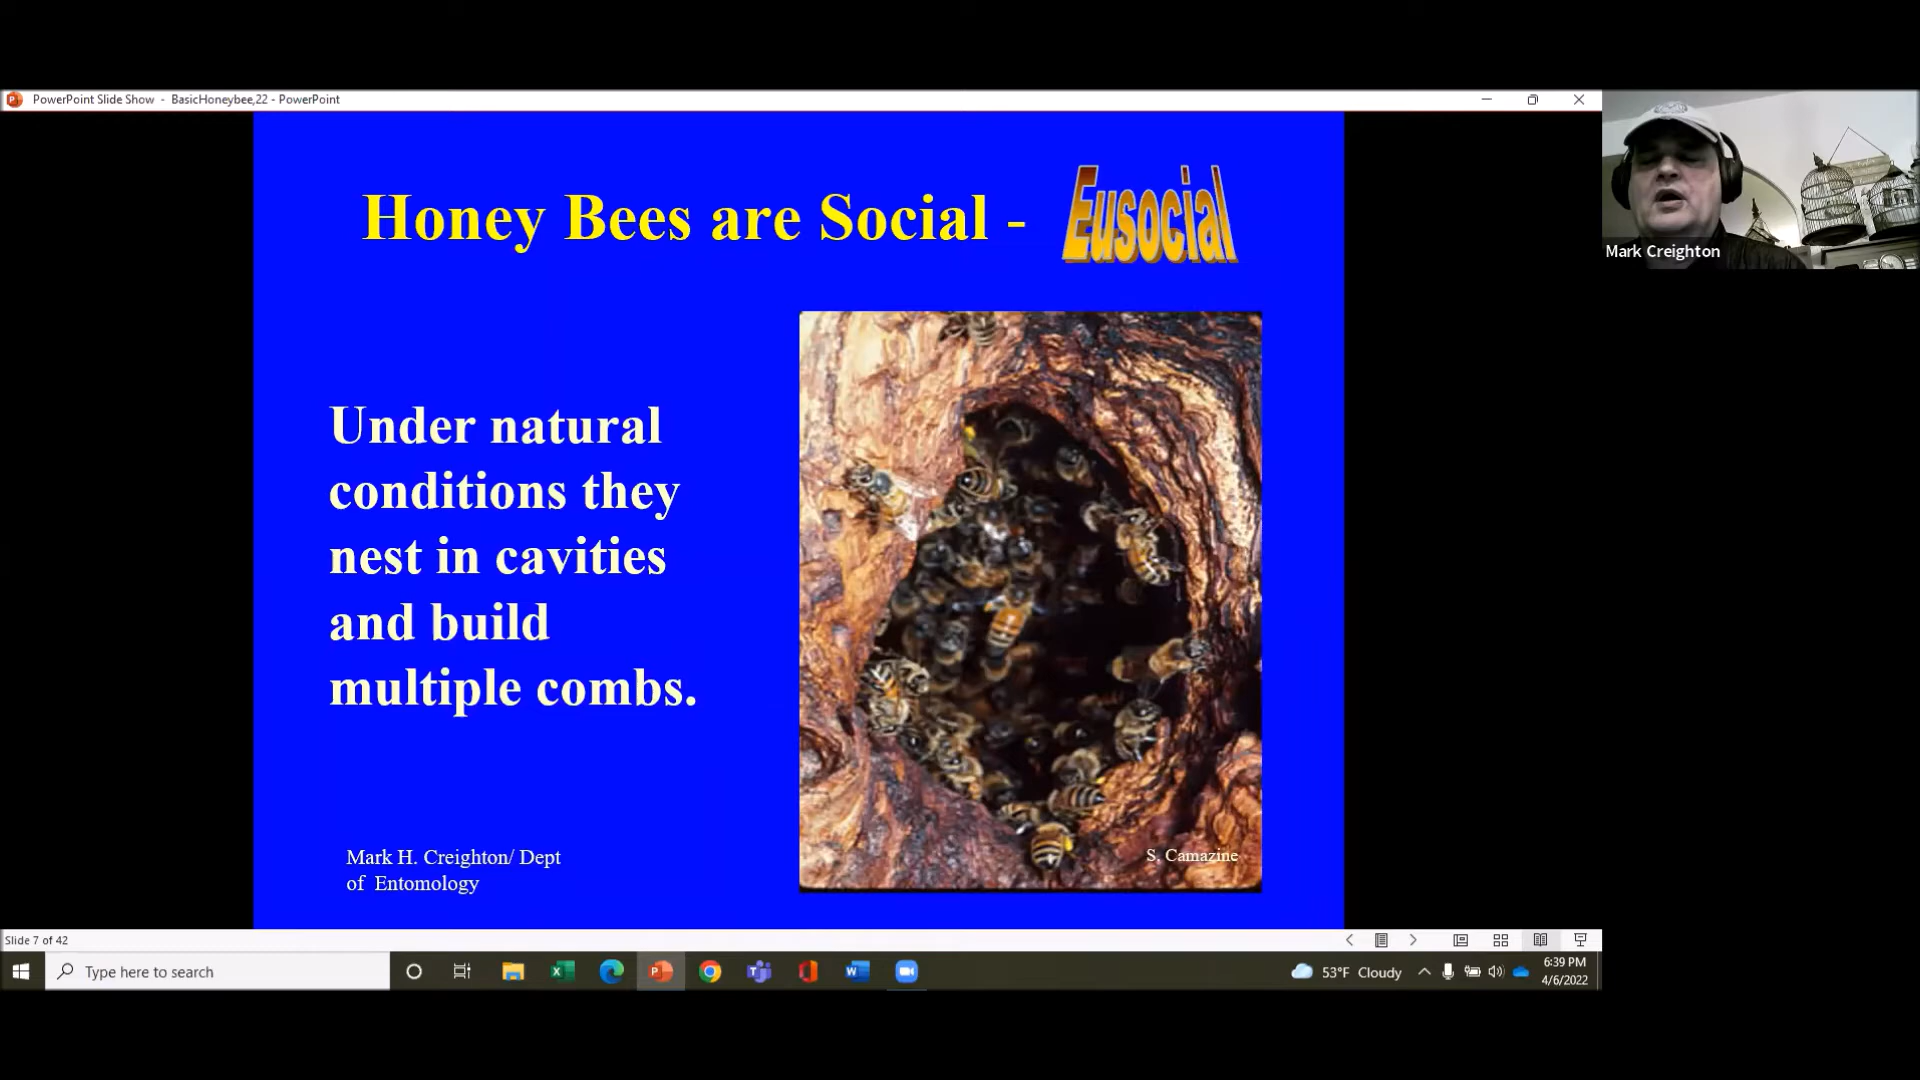 PowerPoint Slide Show - BasicHoneybee,22 - PowerPoint
Honey Bees are Social - Eusocial
Under natural
conditions they
nest in cavities
and build
multiple combs.
Mark H. Creighton/ Dept
of Entomology
S. Camazine
Mark Creighton
Slide 7 of 42
Type here to search
53°F Cloudy
6:39 PM
4/6/2022